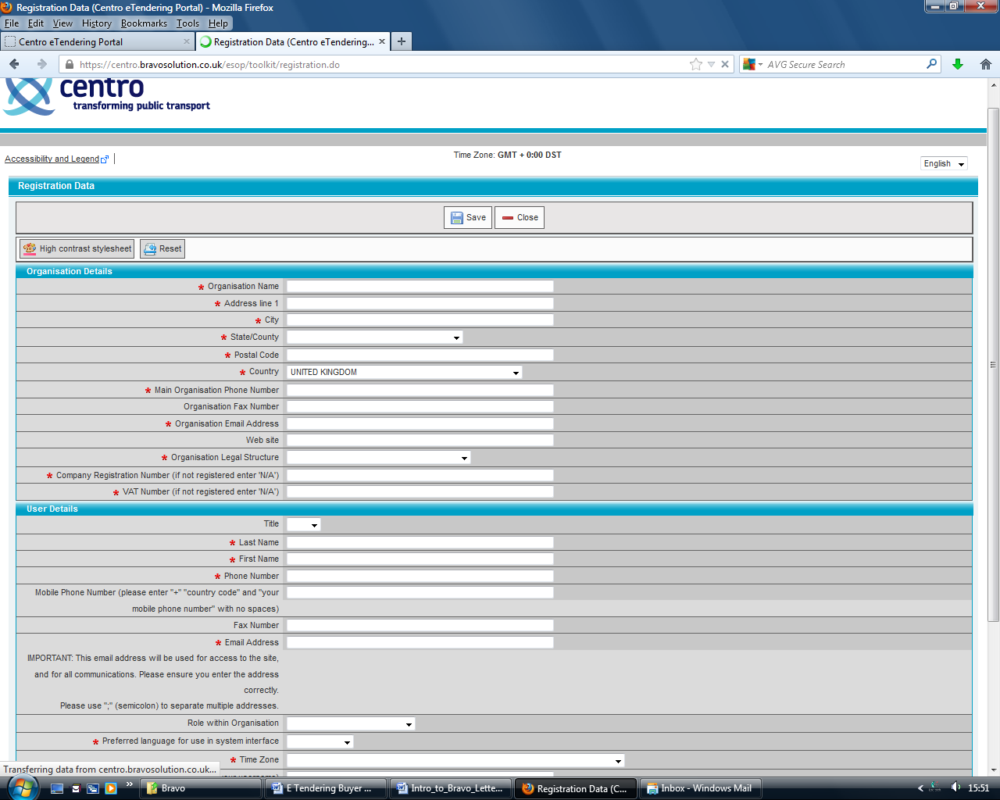 Registration Data (Centro eTendering Portal) - Mozilla Firefox
File Edit View History Bookmarks Tools Help
Centro eTendering Portal
Registration Data (Centro eTendering...
https://centro.bravosolution.co.uk/esop/toolkit/registration.do
AVG Secure Search
centro
transforming public transport
Accessibility and Legend
Time Zone: GMT + 0:00 DST
English
Registration Data
Save Close
High contrast stylesheet Reset
Organisation Details
* Organisation Name
* Address line 1
* City
* State/County
* Postal Code
* Country UNITED KINGDOM
* Main Organisation Phone Number
Organisation Fax Number
* Organisation Email Address
Web site
* Organisation Legal Structure
* Company Registration Number (if not registered enter 'N/A')
* VAT Number (if not registered enter 'N/A')
User Details
Title
* Last Name
* First Name
* Phone Number
Mobile Phone Number (please enter "+" "country code" and "your
mobile phone number" with no spaces)
Fax Number
* Email Address
IMPORTANT: This email address will be used for access to the site,
and for all communications. Please ensure you enter the address
correctly.
Please use ";" (semicolon) to separate multiple addresses.
Role within Organisation
* Preferred language for use in system interface
* Time Zone
Transferring data from centro.bravosolution.co.uk...
Bravo
E Tendering Buyer ...
Intro_to_Bravo_Lette...
Registration Data (C...
Inbox - Windows Mail
15:51